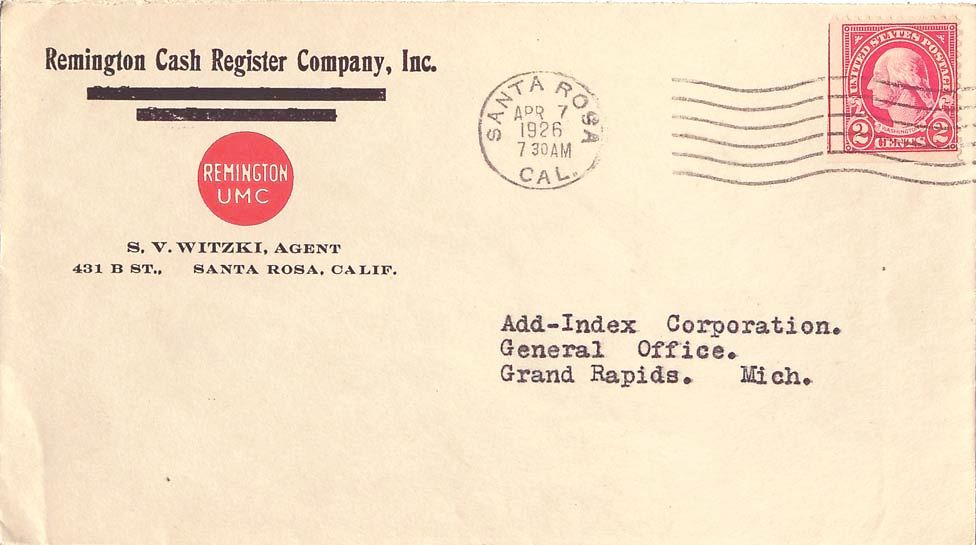 Remington Cash Register Company, Inc.
REMINGTON
UMC
S. V. WITZKI, AGENT
431 B ST., SANTA ROSA, CALIF.
SANTA ROSA
APR 7
1926
7 30 AM
CAL.
UNITED STATES POSTAGE
WASHINGTON
2 CENTS 2
Add-Index Corporation.
General Office.
Grand Rapids. Mich.